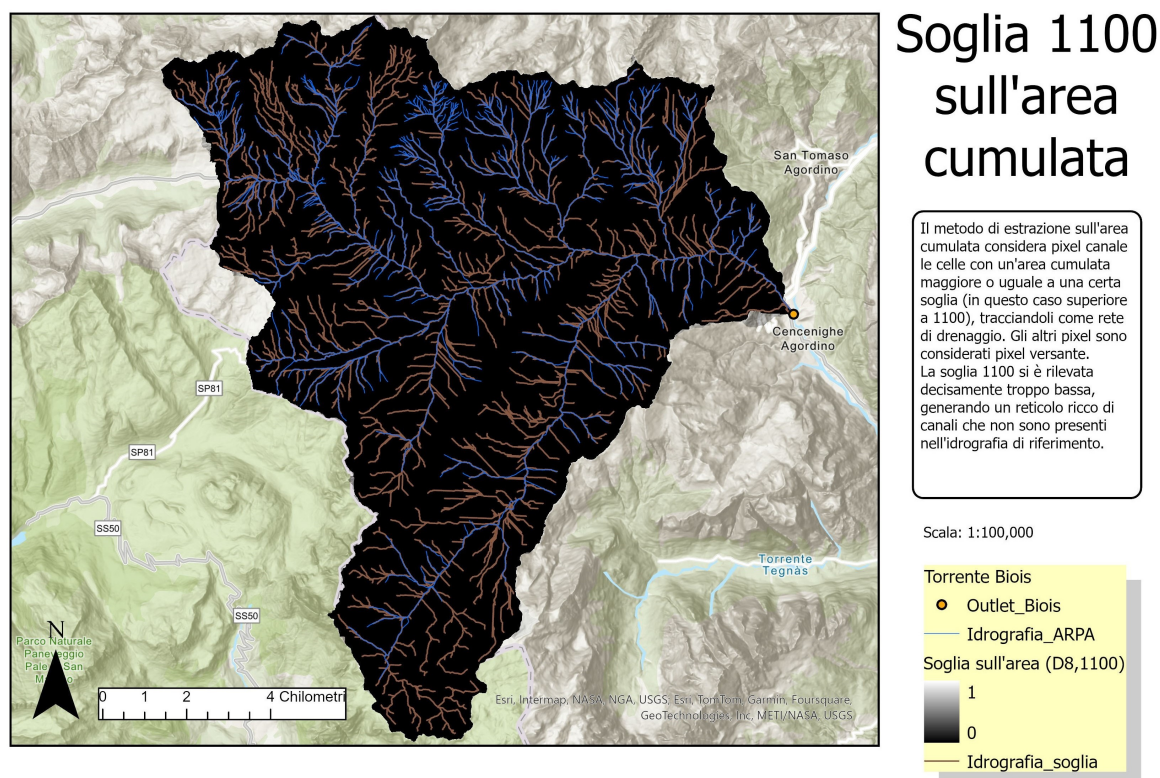 Soglia 1100
sull'area
cumulata
San Tomaso
Agordino
Cencenighe
Agordino
SP81
SP81
SS50
SS50
Torrente
Tegnàs
N
Parco Naturale
Paneveggio
Pale San
0 1 2 4 Chilometri
Esri, Intermap, NASA, NGA, USGS; Esri, TomTom, Garmin, Foursquare,
GeoTechnologies, Inc, METI/NASA, USGS
Il metodo di estrazione sull'area
cumulata considera pixel canale
le celle con un'area cumulata
maggiore o uguale a una certa
soglia (in questo caso superiore
a 1100), tracciandoli come rete
di drenaggio. Gli altri pixel sono
considerati pixel versante.
La soglia 1100 si è rilevata
decisamente troppo bassa,
generando un reticolo ricco di
canali che non sono presenti
nell'idrografia di riferimento.
Scala: 1:100,000
Torrente Biois
Outlet_Biois
Idrografia_ARPA
Soglia sull'area (D8,1100)
1
0
Idrografia_soglia